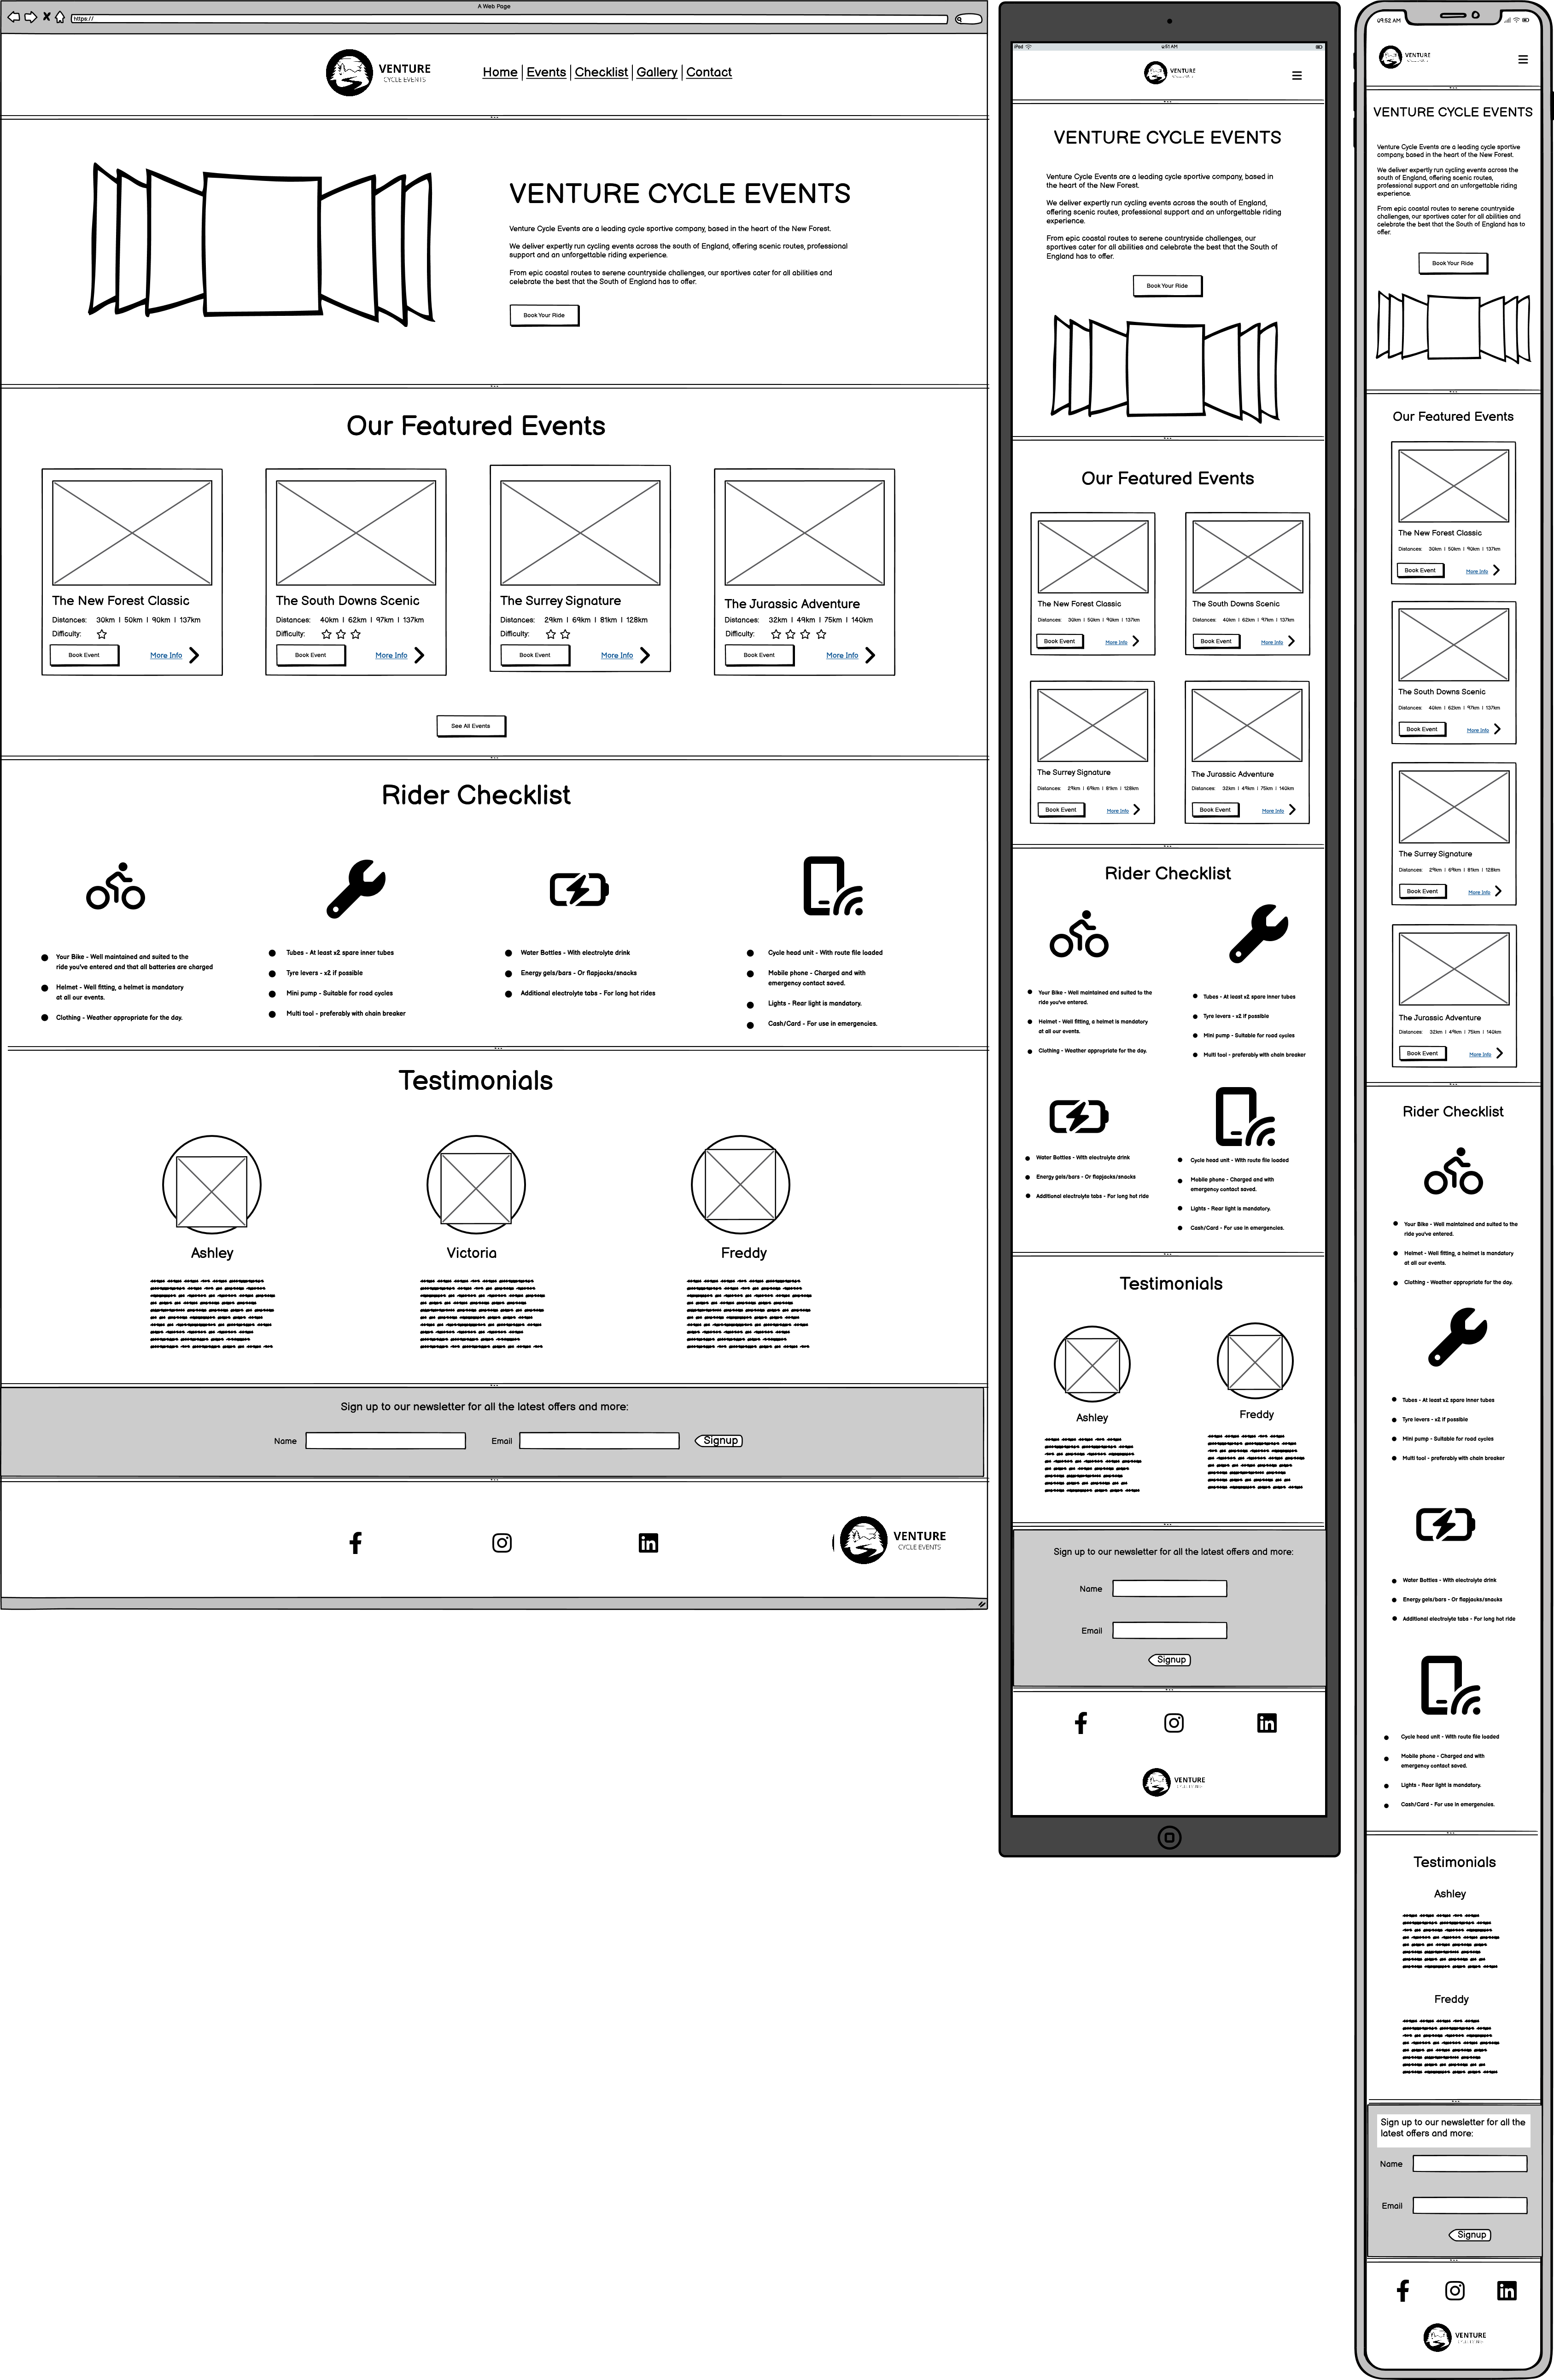 A Web Page
https://
VENTURE
CYCLE EVENTS
Home Events Checklist Gallery Contact
VENTURE CYCLE EVENTS
Venture Cycle Events are a leading cycle sportive company, based in the heart of the New Forest.
We deliver expertly run cycling events across the south of England, offering scenic routes, professional
support and an unforgettable riding experience.
From epic coastal routes to serene countryside challenges, our sportives cater for all abilities and
celebrate the best that the South of England has to offer.
Book Your Ride
Our Featured Events
The New Forest Classic
Distances: 30km | 50km | 90km | 137km
Difficulty:
Book Event More Info
The South Downs Scenic
Distances: 40km | 62km | 97km | 137km
Difficulty:
Book Event More Info
The Surrey Signature
Distances: 29km | 69km | 81km | 128km
Difficulty:
Book Event More Info
The Jurassic Adventure
Distances: 32km | 49km | 75km | 140km
Difficulty:
Book Event More Info
See All Events
Rider Checklist
Your Bike - Well maintained and suited to the
ride you've entered and that all batteries are charged
Helmet - Well fitting, a helmet is mandatory
at all our events.
Clothing - Weather appropriate for the day.
Tubes - At least x2 spare inner tubes
Tyre levers - x2 if possible
Mini pump - Suitable for road cycles
Multi tool - preferably with chain breaker
Water Bottles - With electrolyte drink
Energy gels/bars - Or flapjacks/snacks
Additional electrolyte tabs - For long hot rides
Cycle head unit - With route file loaded
Mobile phone - Charged and with
emergency contact saved.
Lights - Rear light is mandatory.
Cash/Card - For use in emergencies.
Testimonials
Ashley
Victoria
Freddy
Sign up to our newsletter for all the latest offers and more:
Name
Email
Signup
VENTURE
CYCLE EVENTS
iPad
VENTURE
VENTURE CYCLE EVENTS
Venture Cycle Events are a leading cycle sportive company, based in
the heart of the New Forest.
We deliver expertly run cycling events across the south of England,
offering scenic routes, professional support and an unforgettable riding
experience.
From epic coastal routes to serene countryside challenges, our
sportives cater for all abilities and celebrate the best that the South of
England has to offer.
Book Your Ride
Our Featured Events
The New Forest Classic
Distances: 30km | 50km | 90km | 137km
Book Event More Info
The South Downs Scenic
Distances: 40km | 62km | 97km | 137km
Book Event More Info
The Surrey Signature
Distances: 29km | 69km | 81km | 128km
Book Event More Info
The Jurassic Adventure
Distances: 32km | 49km | 75km | 140km
Book Event More Info
Rider Checklist
Your Bike - Well maintained and suited to the
ride you've entered.
Helmet - Well fitting, a helmet is mandatory
at all our events.
Clothing - Weather appropriate for the day.
Tubes - At least x2 spare inner tubes
Tyre levers - x2 if possible
Mini pump - Suitable for road cycles
Multi tool - preferably with chain breaker
Water Bottles - With electrolyte drink
Energy gels/bars - Or flapjacks/snacks
Additional electrolyte tabs - For long hot ride
Cycle head unit - With route file loaded
Mobile phone - Charged and with
emergency contact saved.
Lights - Rear light is mandatory.
Cash/Card - For use in emergencies.
Testimonials
Ashley
Freddy
Sign up to our newsletter for all the latest offers and more:
Name
Email
Signup
VENTURE
09:52 AM
VENTURE
VENTURE CYCLE EVENTS
Venture Cycle Events are a leading cycle sportive
company, based in the heart of the New Forest.
We deliver expertly run cycling events across the
south of England, offering scenic routes,
professional support and an unforgettable riding
experience.
From epic coastal routes to serene countryside
challenges, our sportives cater for all abilities and
celebrate the best that the South of England has to
offer.
Book Your Ride
Our Featured Events
The New Forest Classic
Distances: 30km | 50km | 90km | 137km
Book Event More Info
The South Downs Scenic
Distances: 40km | 62km | 97km | 137km
Book Event More Info
The Surrey Signature
Distances: 29km | 69km | 81km | 128km
Book Event More Info
The Jurassic Adventure
Distances: 32km | 49km | 75km | 140km
Book Event More Info
Rider Checklist
Your Bike - Well maintained and suited to the
ride you've entered.
Helmet - Well fitting, a helmet is mandatory
at all our events.
Clothing - Weather appropriate for the day.
Tubes - At least x2 spare inner tubes
Tyre levers - x2 if possible
Mini pump - Suitable for road cycles
Multi tool - preferably with chain breaker
Water Bottles - With electrolyte drink
Energy gels/bars - Or flapjacks/snacks
Additional electrolyte tabs - For long hot ride
Cycle head unit - With route file loaded
Mobile phone - Charged and with
emergency contact saved.
Lights - Rear light is mandatory.
Cash/Card - For use in emergencies.
Testimonials
Ashley
Freddy
Sign up to our newsletter for all the
latest offers and more:
Name
Email
Signup
VENTURE